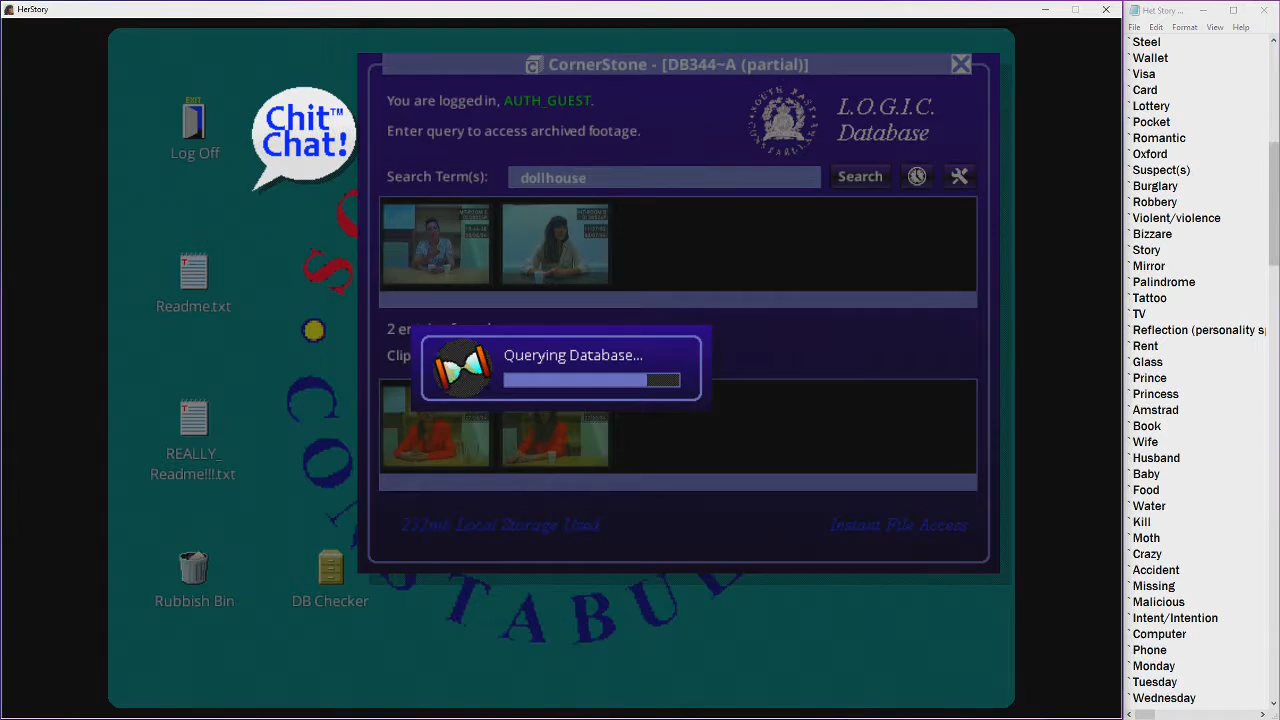 HerStory
Chit™
Chat!
EXIT
Log Off
Readme.txt
REALLY_
Readme!!!.txt
Rubbish Bin
DB Checker
CornerStone - [DB344~A (partial)]
You are logged in, AUTH_GUEST.
Enter query to access archived footage.
L.O.G.I.C.
Database
Search Term(s):
dollhouse
Search
Querying Database...
Local Storage Used
Instant File Access
Het Story ...
File Edit Format View Help
`Steel
`Wallet
`Visa
`Card
`Lottery
`Pocket
`Romantic
`Oxford
`Suspect(s)
`Burglary
`Robbery
`Violent/violence
`Bizzare
`Story
`Mirror
`Palindrome
`Tattoo
`TV
`Reflection (personality sp
`Rent
`Glass
`Prince
`Princess
`Amstrad
`Book
`Wife
`Husband
`Baby
`Food
`Water
`Kill
`Moth
`Crazy
`Accident
`Missing
`Malicious
`Intent/Intention
`Computer
`Phone
`Monday
`Tuesday
`Wednesday